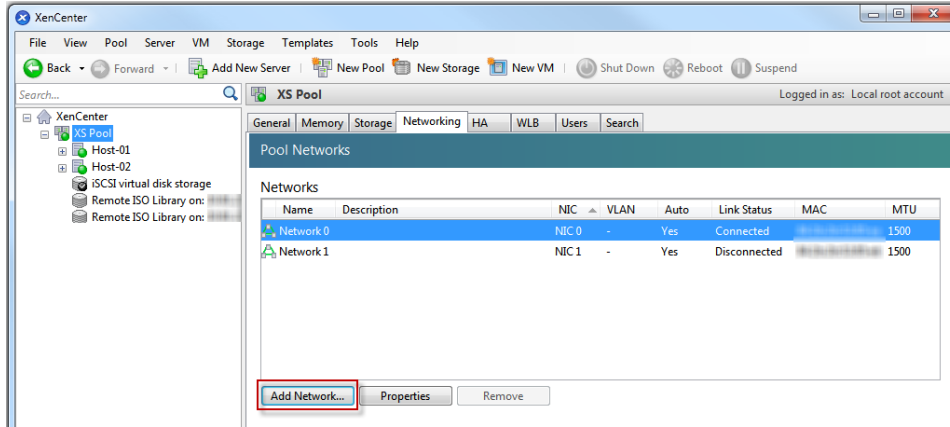 XenCenter
File View Pool Server VM Storage Templates Tools Help
Back Forward Add New Server New Pool New Storage New VM Shut Down Reboot Suspend
Search...
XS Pool Logged in as: Local root account
XenCenter
XS Pool
Host-01
Host-02
iSCSI virtual disk storage
Remote ISO Library on:
Remote ISO Library on:
General Memory Storage Networking HA WLB Users Search
Pool Networks
Networks
Name Description NIC VLAN Auto Link Status MAC MTU
Network 0 NIC 0 - Yes Connected 1500
Network 1 NIC 1 - Yes Disconnected 1500
Add Network... Properties Remove